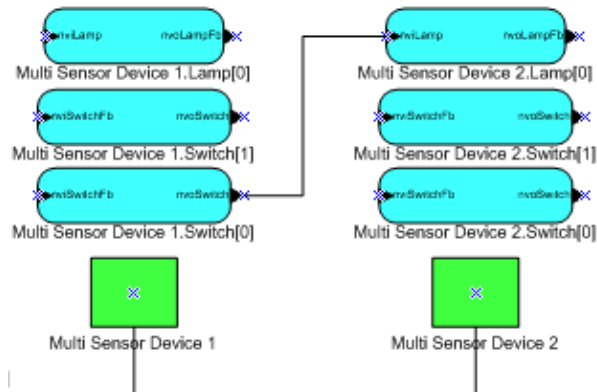 nviLamp nvoLampFb nviLamp nvoLampFb
Multi Sensor Device 1.Lamp[0] Multi Sensor Device 2.Lamp[0]
nviSwitchFb nvoSwitch nviSwitchFb nvoSwitch
Multi Sensor Device 1.Switch[1] Multi Sensor Device 2.Switch[1]
nviSwitchFb nvoSwitch nviSwitchFb nvoSwitch
Multi Sensor Device 1.Switch[0] Multi Sensor Device 2.Switch[0]
Multi Sensor Device 1 Multi Sensor Device 2